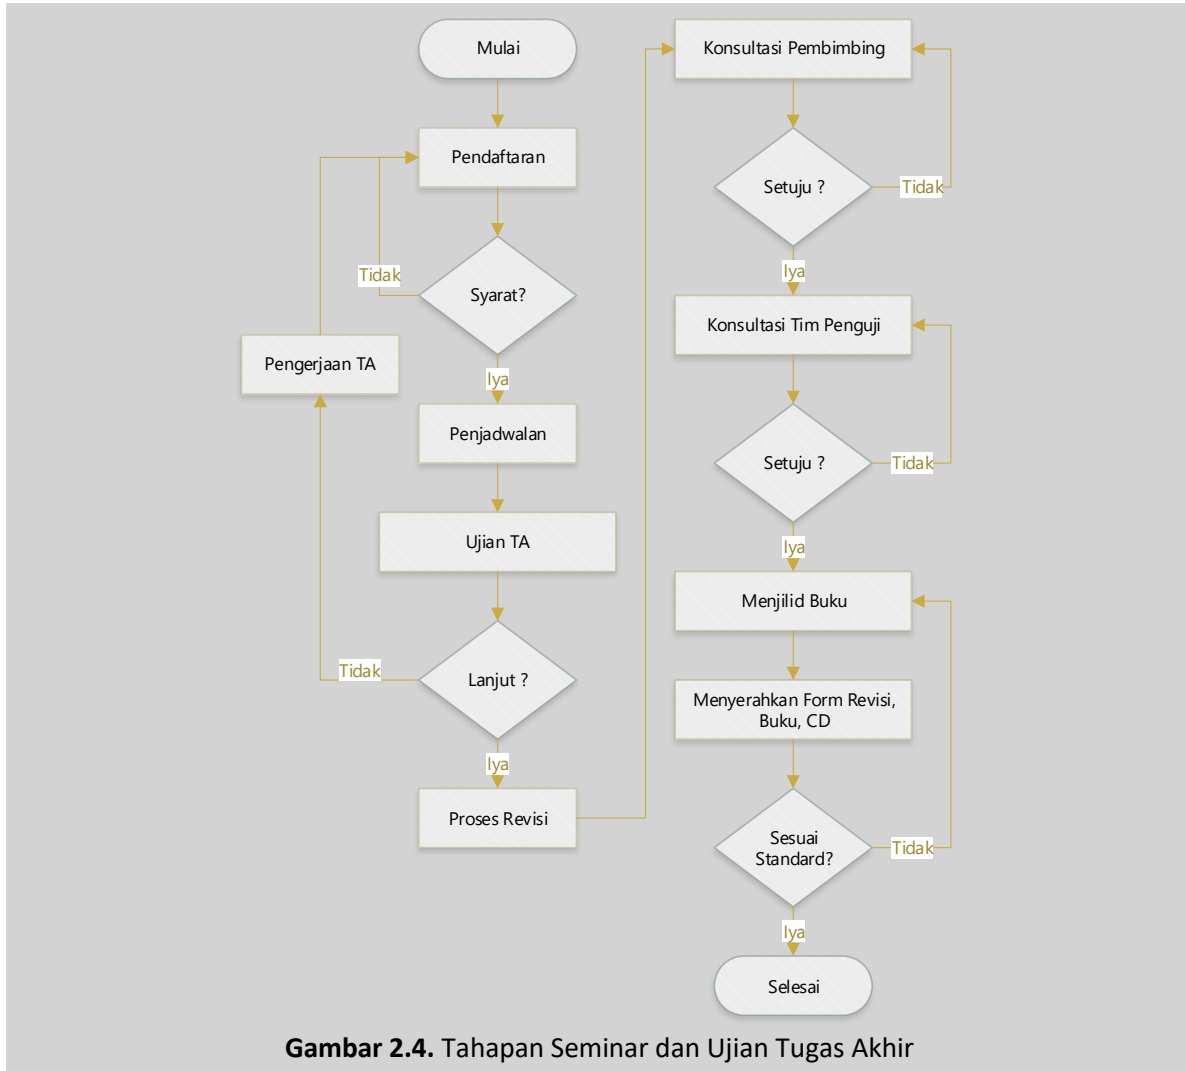 Mulai
Pendaftaran
Syarat?
Tidak
Iya
Pengerjaan TA
Penjadwalan
Ujian TA
Lanjut ?
Tidak
Iya
Proses Revisi
Konsultasi Pembimbing
Setuju ?
Tidak
Iya
Konsultasi Tim Penguji
Setuju ?
Tidak
Iya
Menjilid Buku
Menyerahkan Form Revisi,
Buku, CD
Sesuai
Standard?
Tidak
Iya
Selesai
Gambar 2.4. Tahapan Seminar dan Ujian Tugas Akhir